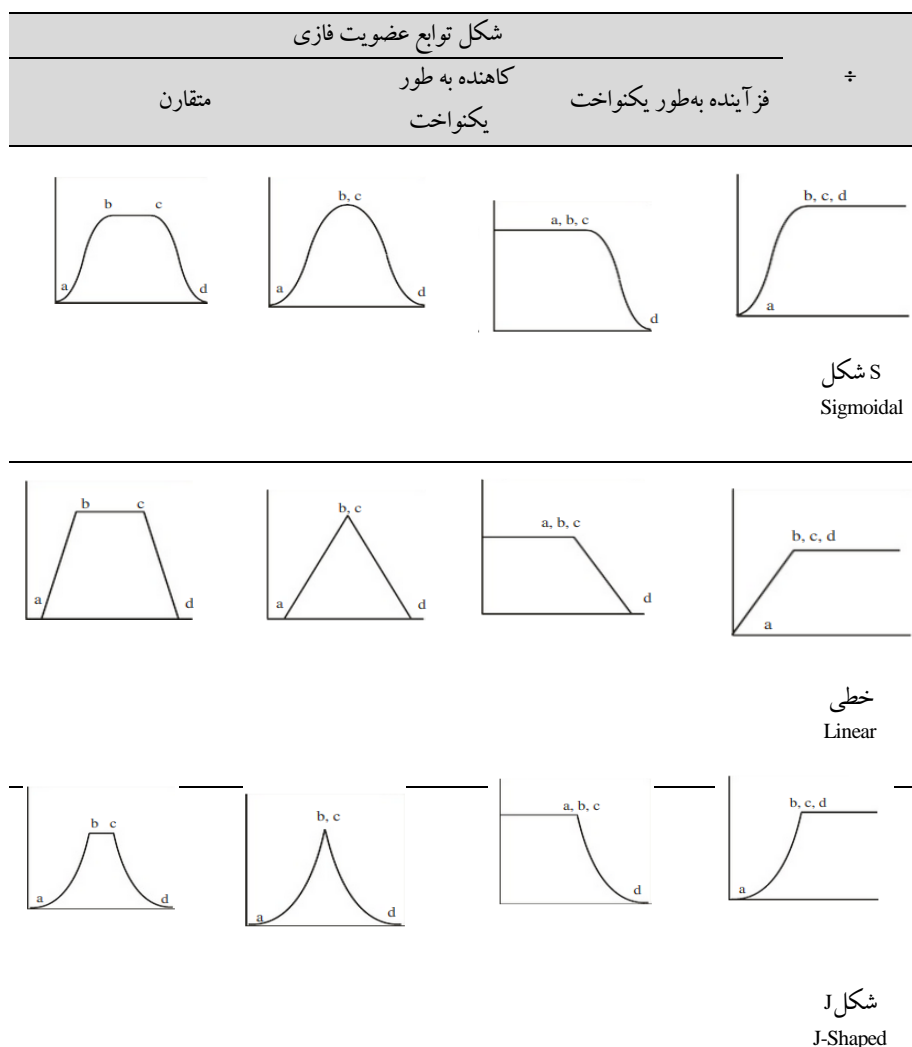 شکل توابع عضویت فازی
÷
فزآینده به‌طور یکنواخت
کاهنده به طور
یکنواخت
متقارن
b, c, d
a
a, b, c
d
b, c
a
d
b c
a
d
S شکل
Sigmoidal
b, c, d
a
a, b, c
d
b, c
a
d
b c
a
d
خطی
Linear
b, c, d
a
a, b, c
d
b, c
a
d
b c
a
d
شکل J
J-Shaped